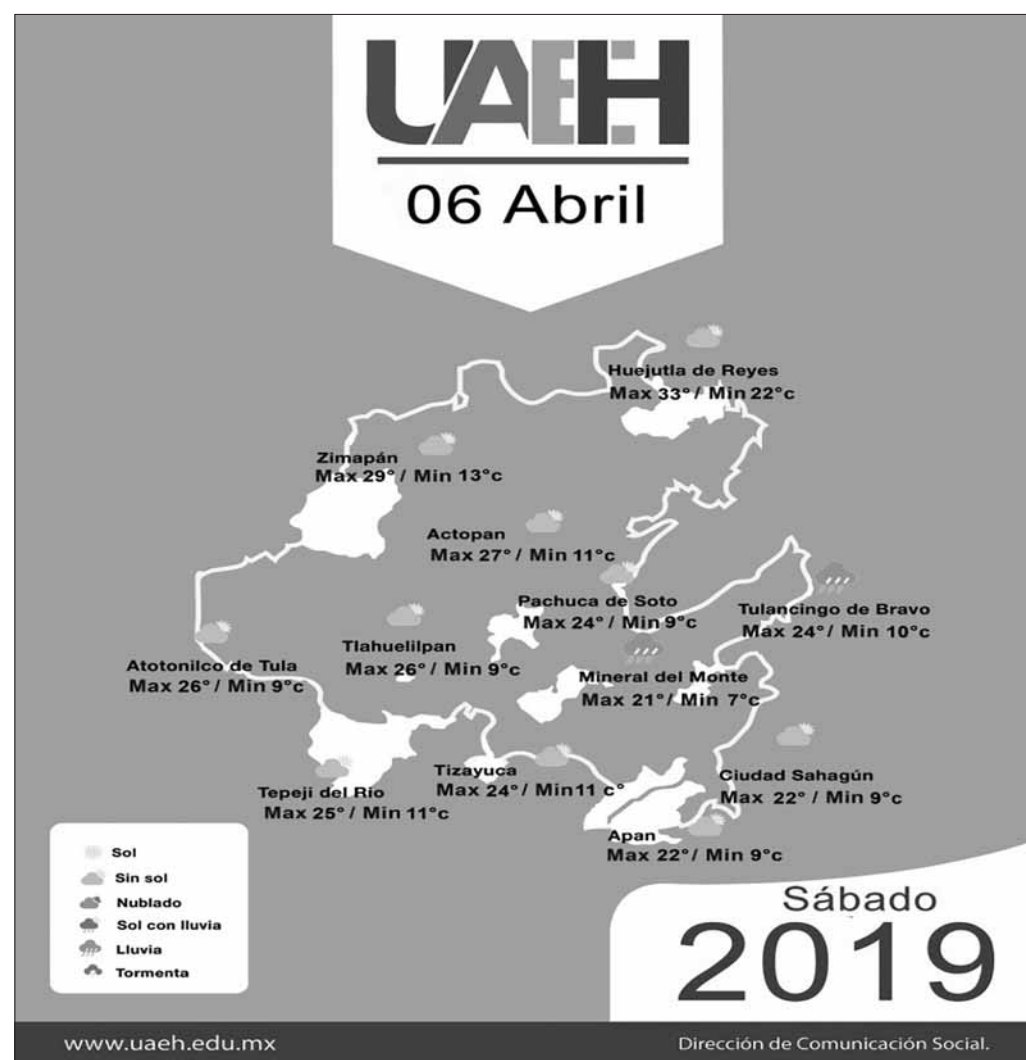 UAEH
06 Abril
Huejutla de Reyes
Max 33° / Min 22°c
Zimapán
Max 29° / Min 13°c
Actopan
Max 27° / Min 11°c
Pachuca de Soto
Max 24° / Min 9°c
Tulancingo de Bravo
Max 24° / Min 10°c
Tlahuelilpan
Max 26° / Min 9°c
Atotonilco de Tula
Max 26° / Min 9°c
Mineral del Monte
Max 21° / Min 7°c
Tepeji del Río
Max 25° / Min 11°c
Tizayuca
Max 24° / Min11 c°
Ciudad Sahagún
Max 22° / Min 9°c
Apan
Max 22° / Min 9°c
Sol
Sin sol
Nublado
Sol con lluvia
Lluvia
Tormenta
Sábado
2019
www.uaeh.edu.mx
Dirección de Comunicación Social.